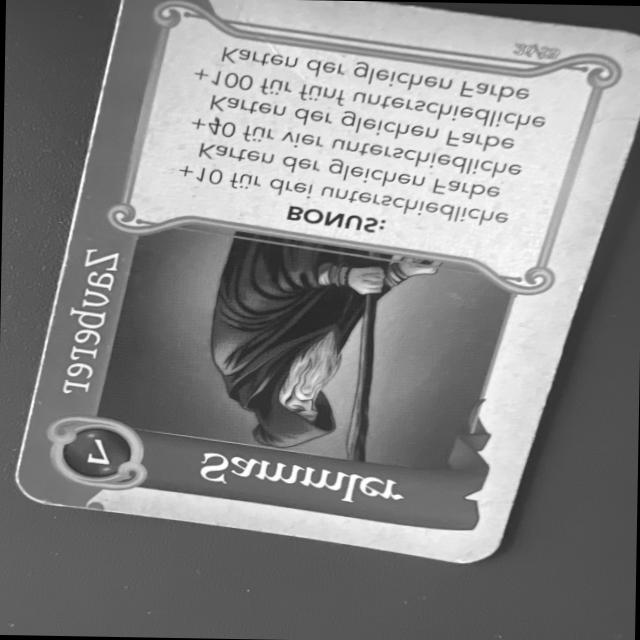 7
Sammler
Zauberer
BONUS:
+10 für drei unterschiedliche
Karten der gleichen Farbe
+40 für vier unterschiedliche
Karten der gleichen Farbe
+100 für fünf unterschiedliche
Karten der gleichen Farbe